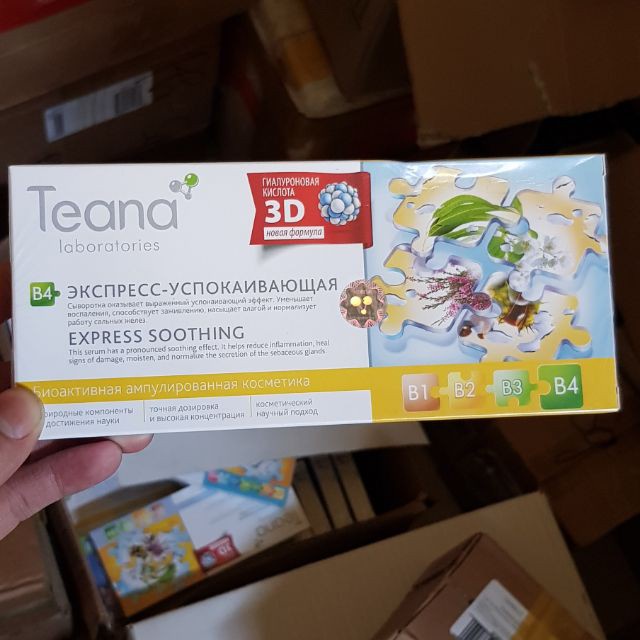 Teana
laboratories
ГИАЛУРОНОВАЯ
КИСЛОТА
3D
новая формула
B4
ЭКСПРЕСС-УСПОКАИВАЮЩАЯ
Сыворотка оказывает выраженный успокаивающий эффект. Уменьшает
воспаления, способствует заживлению, насыщает влагой и нормализует
работу сальных желез.
EXPRESS SOOTHING
This serum has a pronounced soothing effect. It helps reduce inflammation, heal
signs of damage, moisten, and normalize the secretion of the sebaceous glands
Биоактивная ампулированная косметика
B1 B2 B3 B4
природные компоненты
достижения науки
точная дозировка
и высокая концентрация
косметический
научный подход
Teana
3D